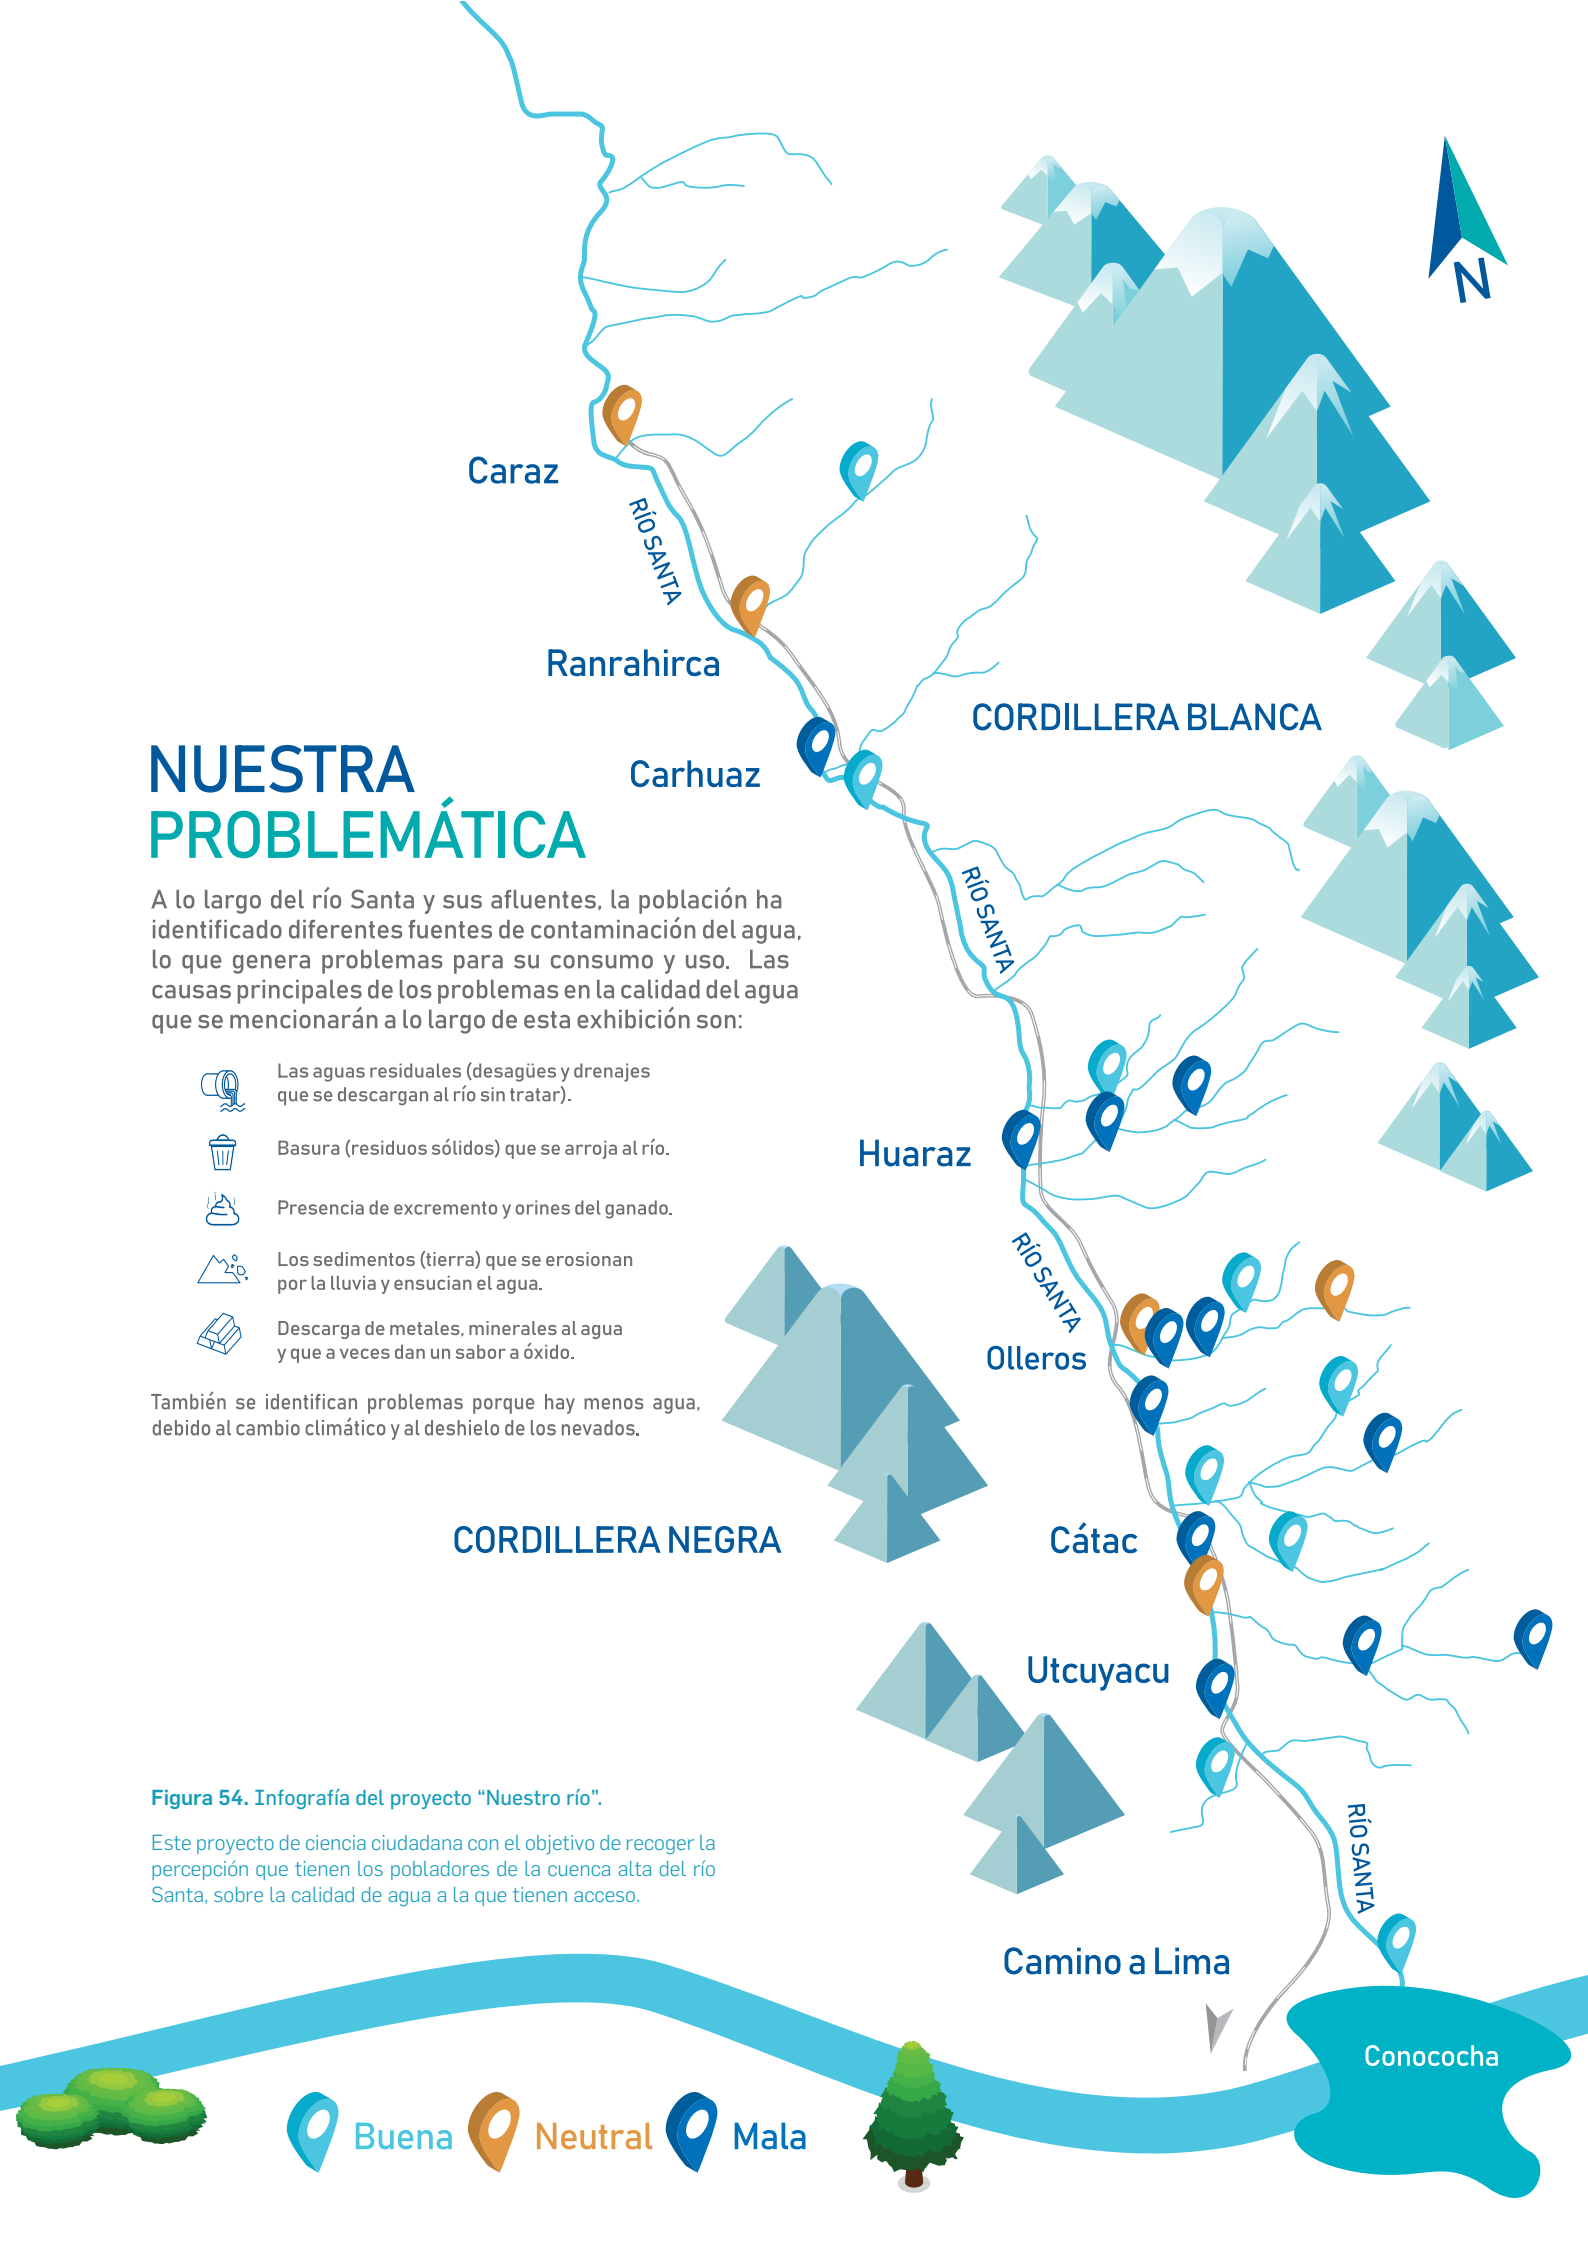 N
Caraz
RÍO SANTA
Ranrahirca
CORDILLERA BLANCA
Carhuaz
NUESTRA
PROBLEMÁTICA
A lo largo del río Santa y sus afluentes, la población ha
identificado diferentes fuentes de contaminación del agua,
lo que genera problemas para su consumo y uso. Las
causas principales de los problemas en la calidad del agua
que se mencionarán a lo largo de esta exhibición son:
RÍO SANTA
Las aguas residuales (desagües y drenajes
que se descargan al río sin tratar).
Basura (residuos sólidos) que se arroja al río.
Presencia de excremento y orines del ganado.
Los sedimentos (tierra) que se erosionan
por la lluvia y ensucian el agua.
Descarga de metales, minerales al agua
y que a veces dan un sabor a óxido.
También se identifican problemas porque hay menos agua,
debido al cambio climático y al deshielo de los nevados.
Huaraz
RÍO SANTA
Olleros
CORDILLERA NEGRA
Cátac
Utcuyacu
Figura 54. Infografía del proyecto “Nuestro río”.
Este proyecto de ciencia ciudadana con el objetivo de recoger la
percepción que tienen los pobladores de la cuenca alta del río
Santa, sobre la calidad de agua a la que tienen acceso.
RÍO SANTA
Camino a Lima
Conococha
Buena
Neutral
Mala